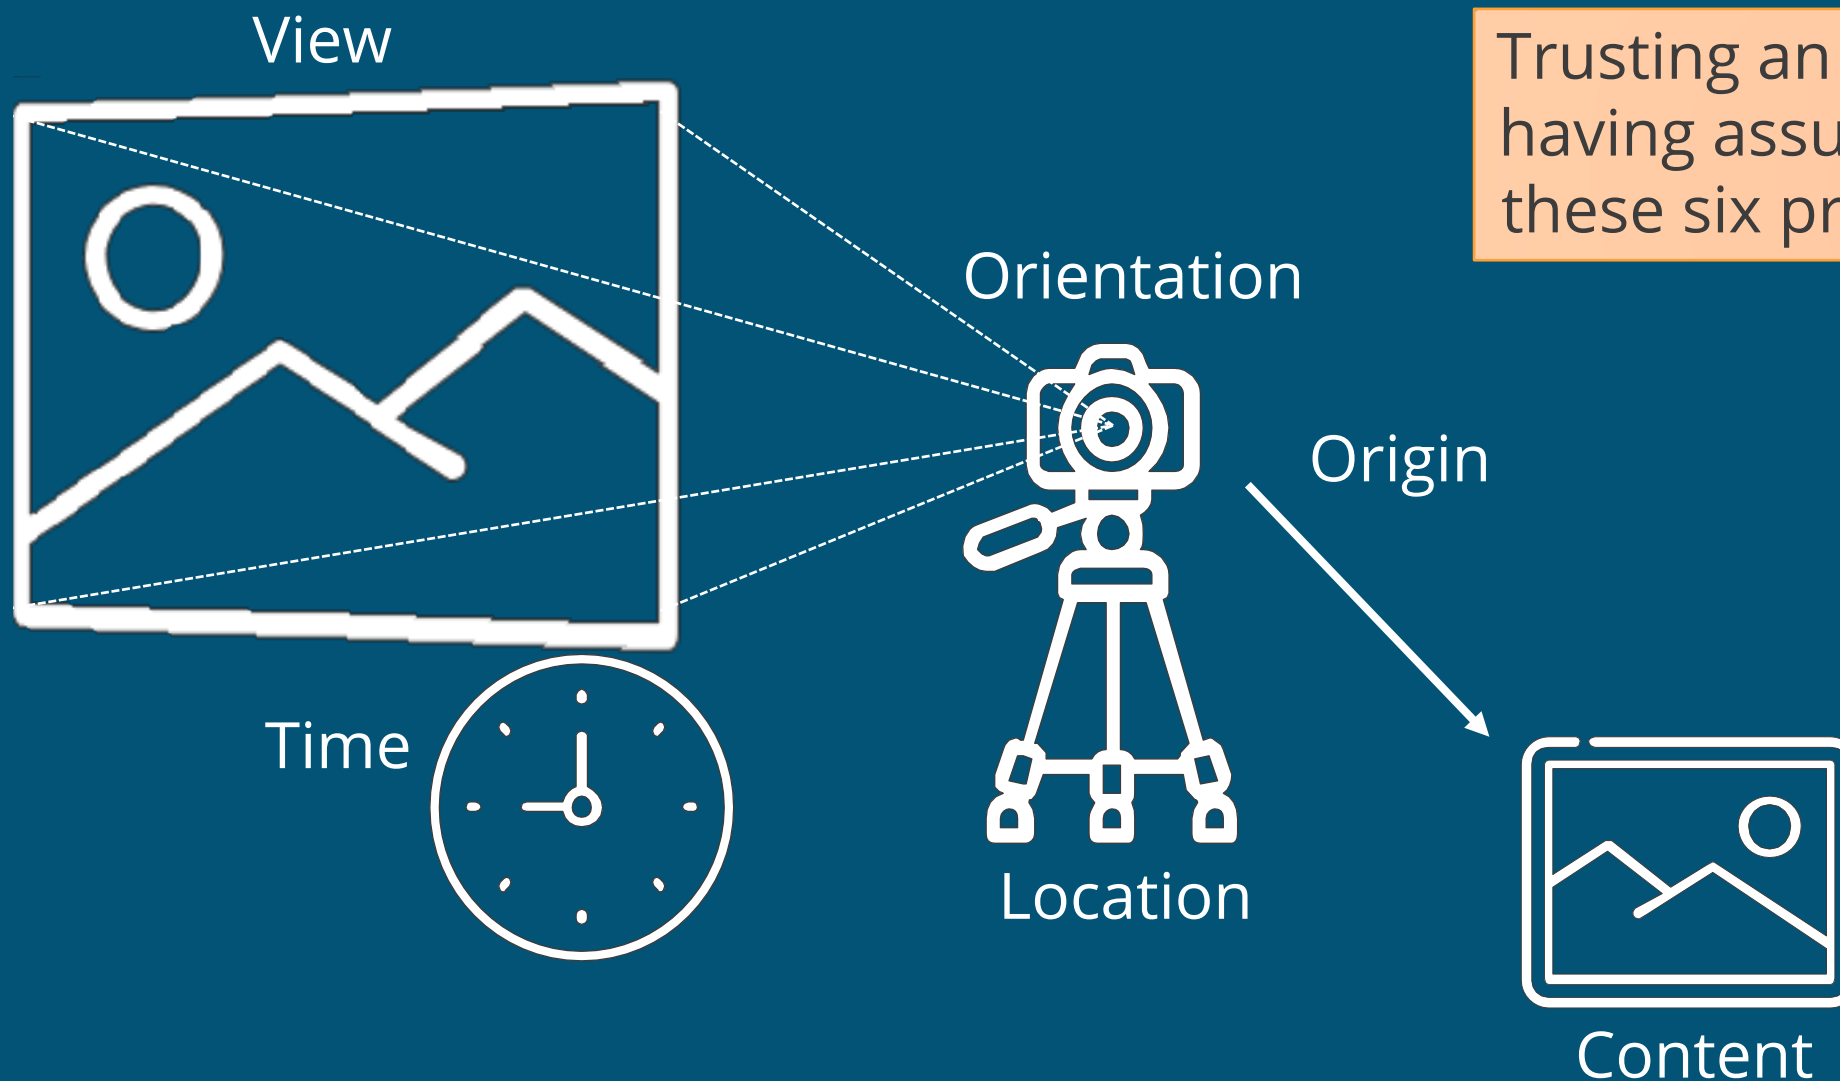 View
Trusting an
having assu
these six pr
Orientation
Origin
Time
Location
Content